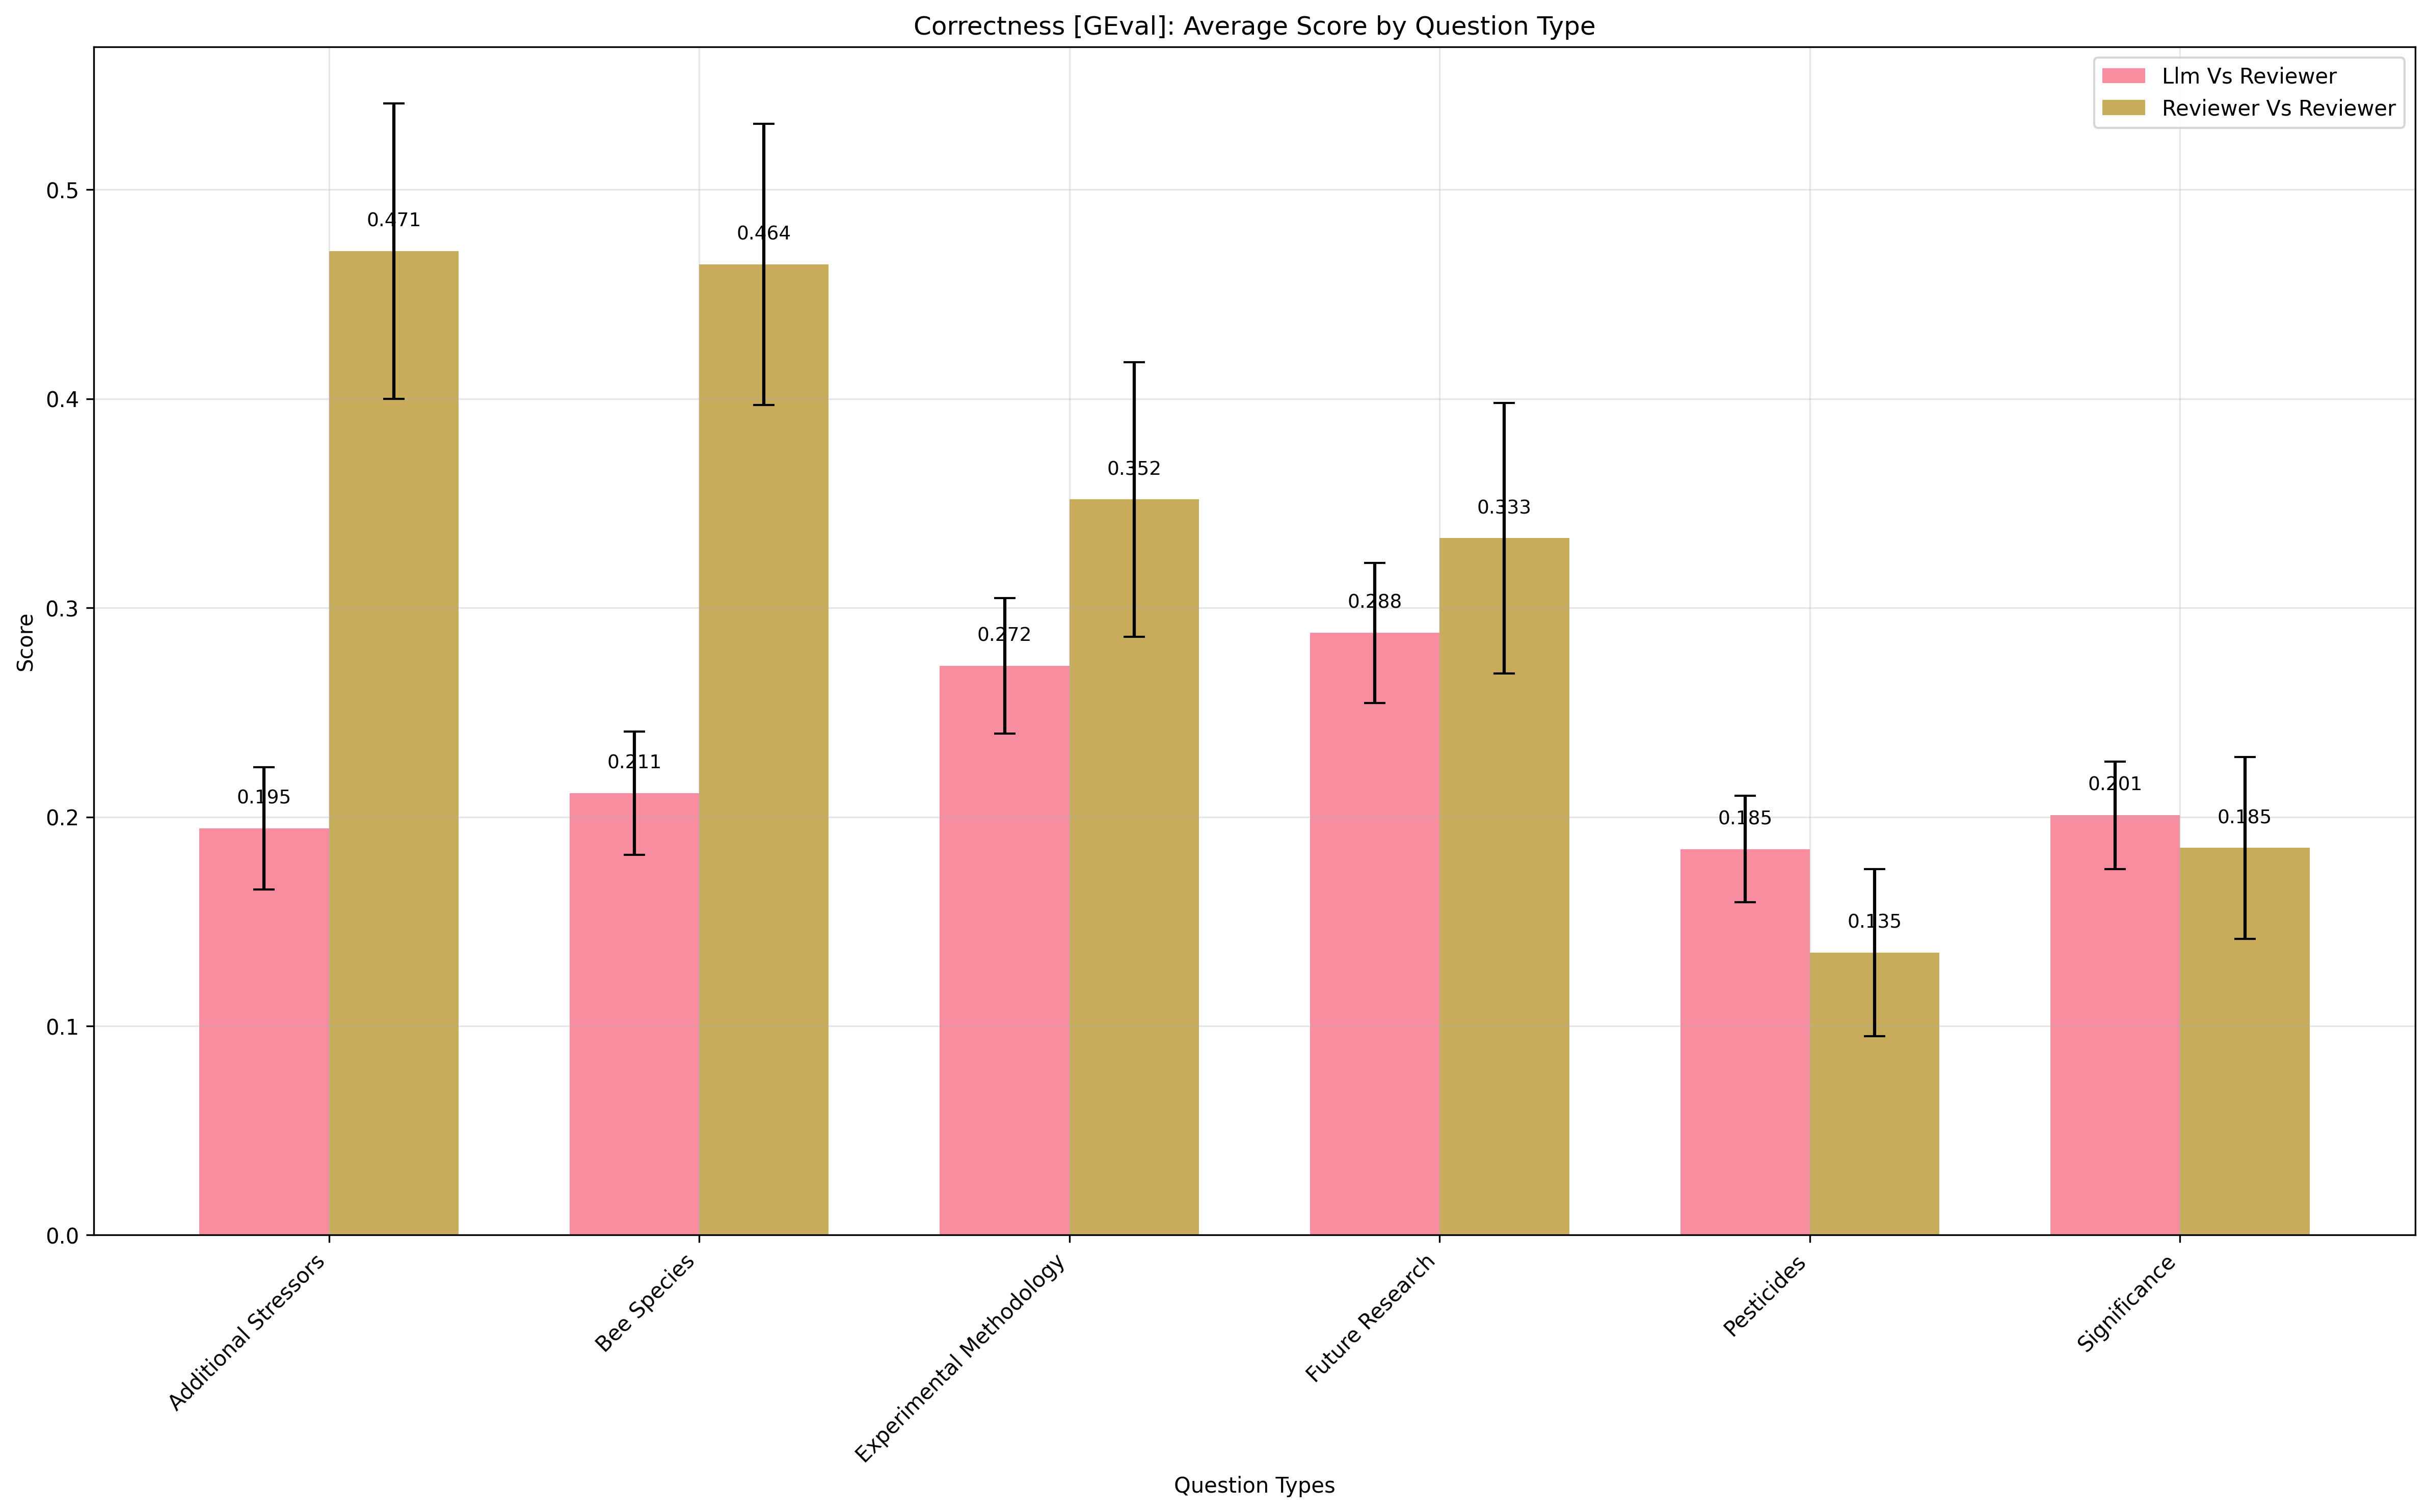 Correctness [GEval]: Average Score by Question Type
Llm Vs Reviewer
Reviewer Vs Reviewer
Score
0.5
0.4
0.3
0.2
0.1
0.0
0.195
0.471
0.211
0.464
0.272
0.352
0.288
0.333
0.185
0.135
0.201
0.185
Additional Stressors
Bee Species
Experimental Methodology
Future Research
Pesticides
Significance
Question Types